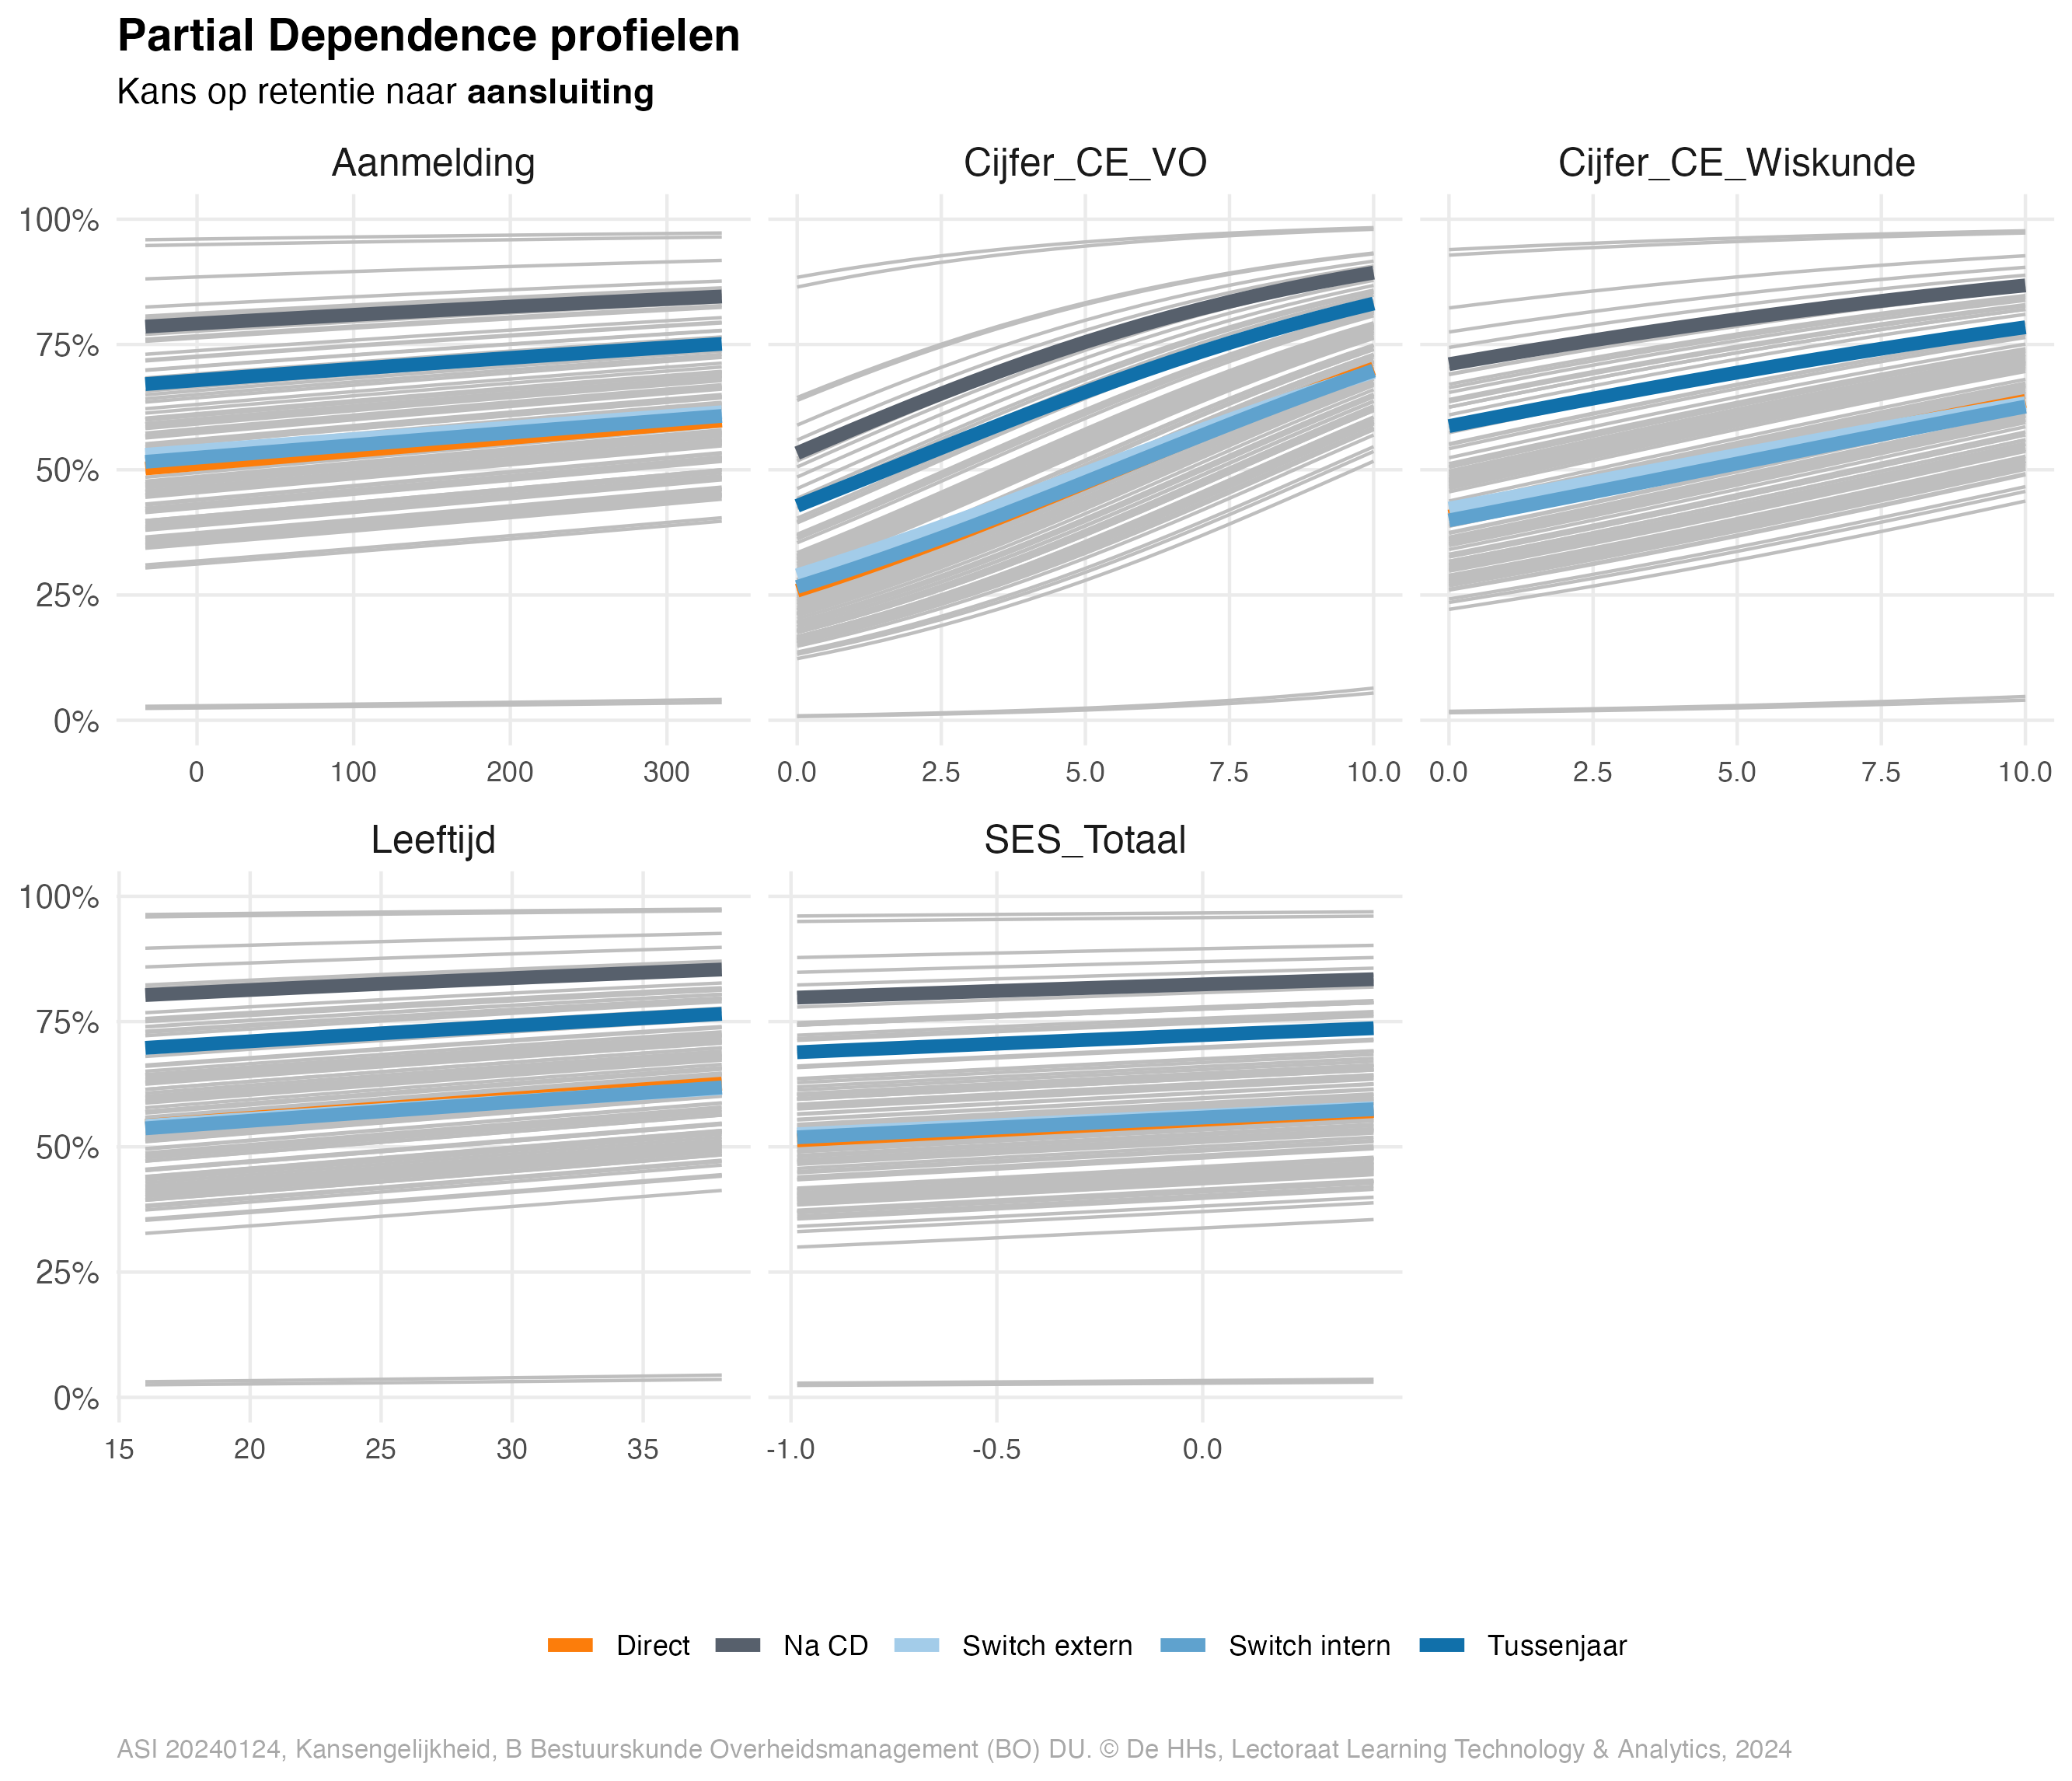 Partial Dependence profielen
Kans op retentie naar aansluiting
Aanmelding
Cijfer_CE_VO
Cijfer_CE_Wiskunde
100%
75%
50%
25%
0%
0 100 200 300
0.0 2.5 5.0 7.5 10.0
0.0 2.5 5.0 7.5 10.0
Leeftijd
SES_Totaal
100%
75%
50%
25%
0%
15 20 25 30 35
-1.0 -0.5 0.0
Direct Na CD Switch extern Switch intern Tussenjaar
ASI 20240124, Kansengelijkheid, B Bestuurskunde Overheidsmanagement (BO) DU. © De HHs, Lectoraat Learning Technology & Analytics, 2024